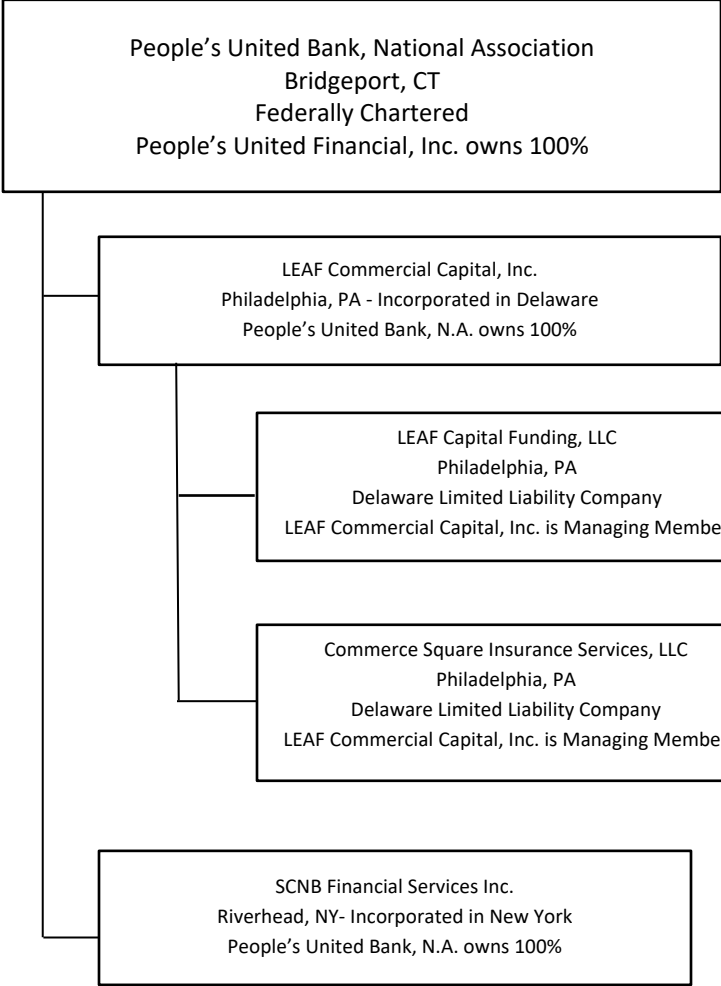 People’s United Bank, National Association
Bridgeport, CT
Federally Chartered
People’s United Financial, Inc. owns 100%
LEAF Commercial Capital, Inc.
Philadelphia, PA - Incorporated in Delaware
People’s United Bank, N.A. owns 100%
LEAF Capital Funding, LLC
Philadelphia, PA
Delaware Limited Liability Company
LEAF Commercial Capital, Inc. is Managing Membe
Commerce Square Insurance Services, LLC
Philadelphia, PA
Delaware Limited Liability Company
LEAF Commercial Capital, Inc. is Managing Membe
SCNB Financial Services Inc.
Riverhead, NY- Incorporated in New York
People’s United Bank, N.A. owns 100%